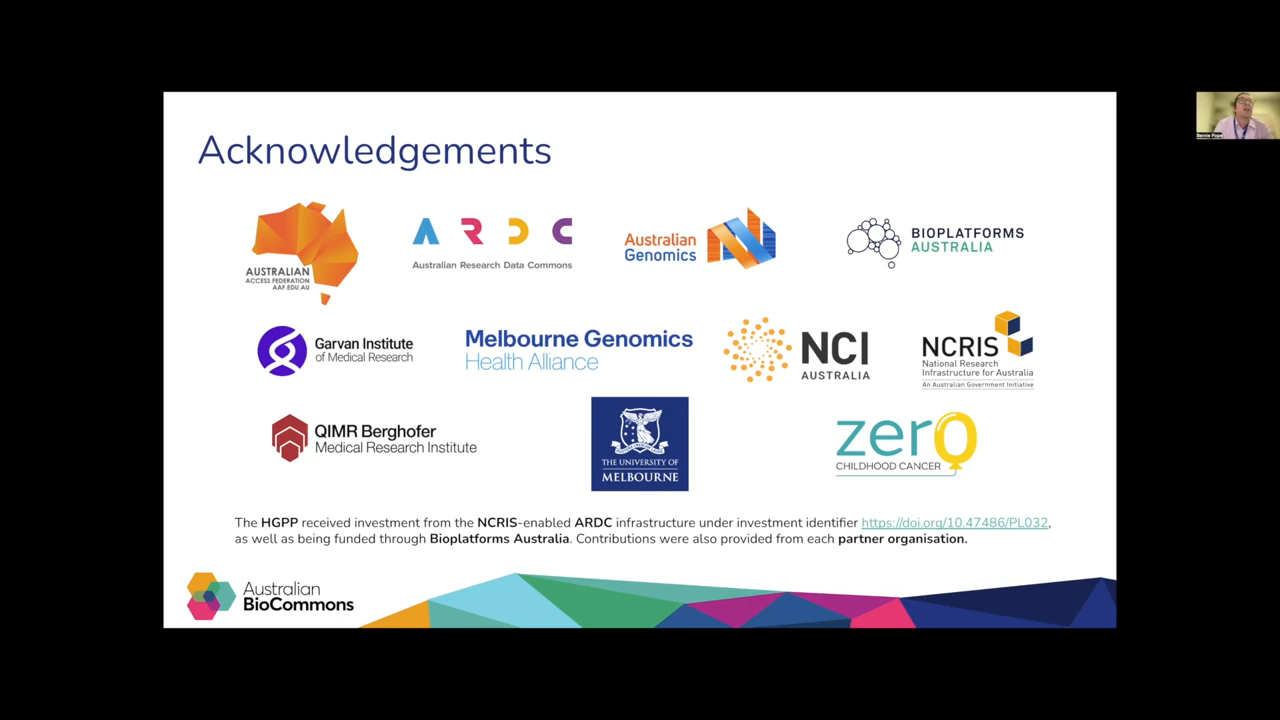 Acknowledgements
AUSTRALIAN
ACCESS FEDERATION
AAF.EDU.AU
A R D C
Australian Research Data Commons
Australian
Genomics
BIOPLATFORMS
AUSTRALIA
Garvan Institute
of Medical Research
Melbourne Genomics
Health Alliance
NCI
AUSTRALIA
NCRIS
National Research
Infrastructure for Australia
An Australian Government Initiative
QIMR Berghofer
Medical Research Institute
THE UNIVERSITY OF
MELBOURNE
zero
CHILDHOOD CANCER
The HGPP received investment from the NCRIS-enabled ARDC infrastructure under investment identifier https://doi.org/10.47486/PL032,
as well as being funded through Bioplatforms Australia. Contributions were also provided from each partner organisation.
Australian
BioCommons
Bernie Pope